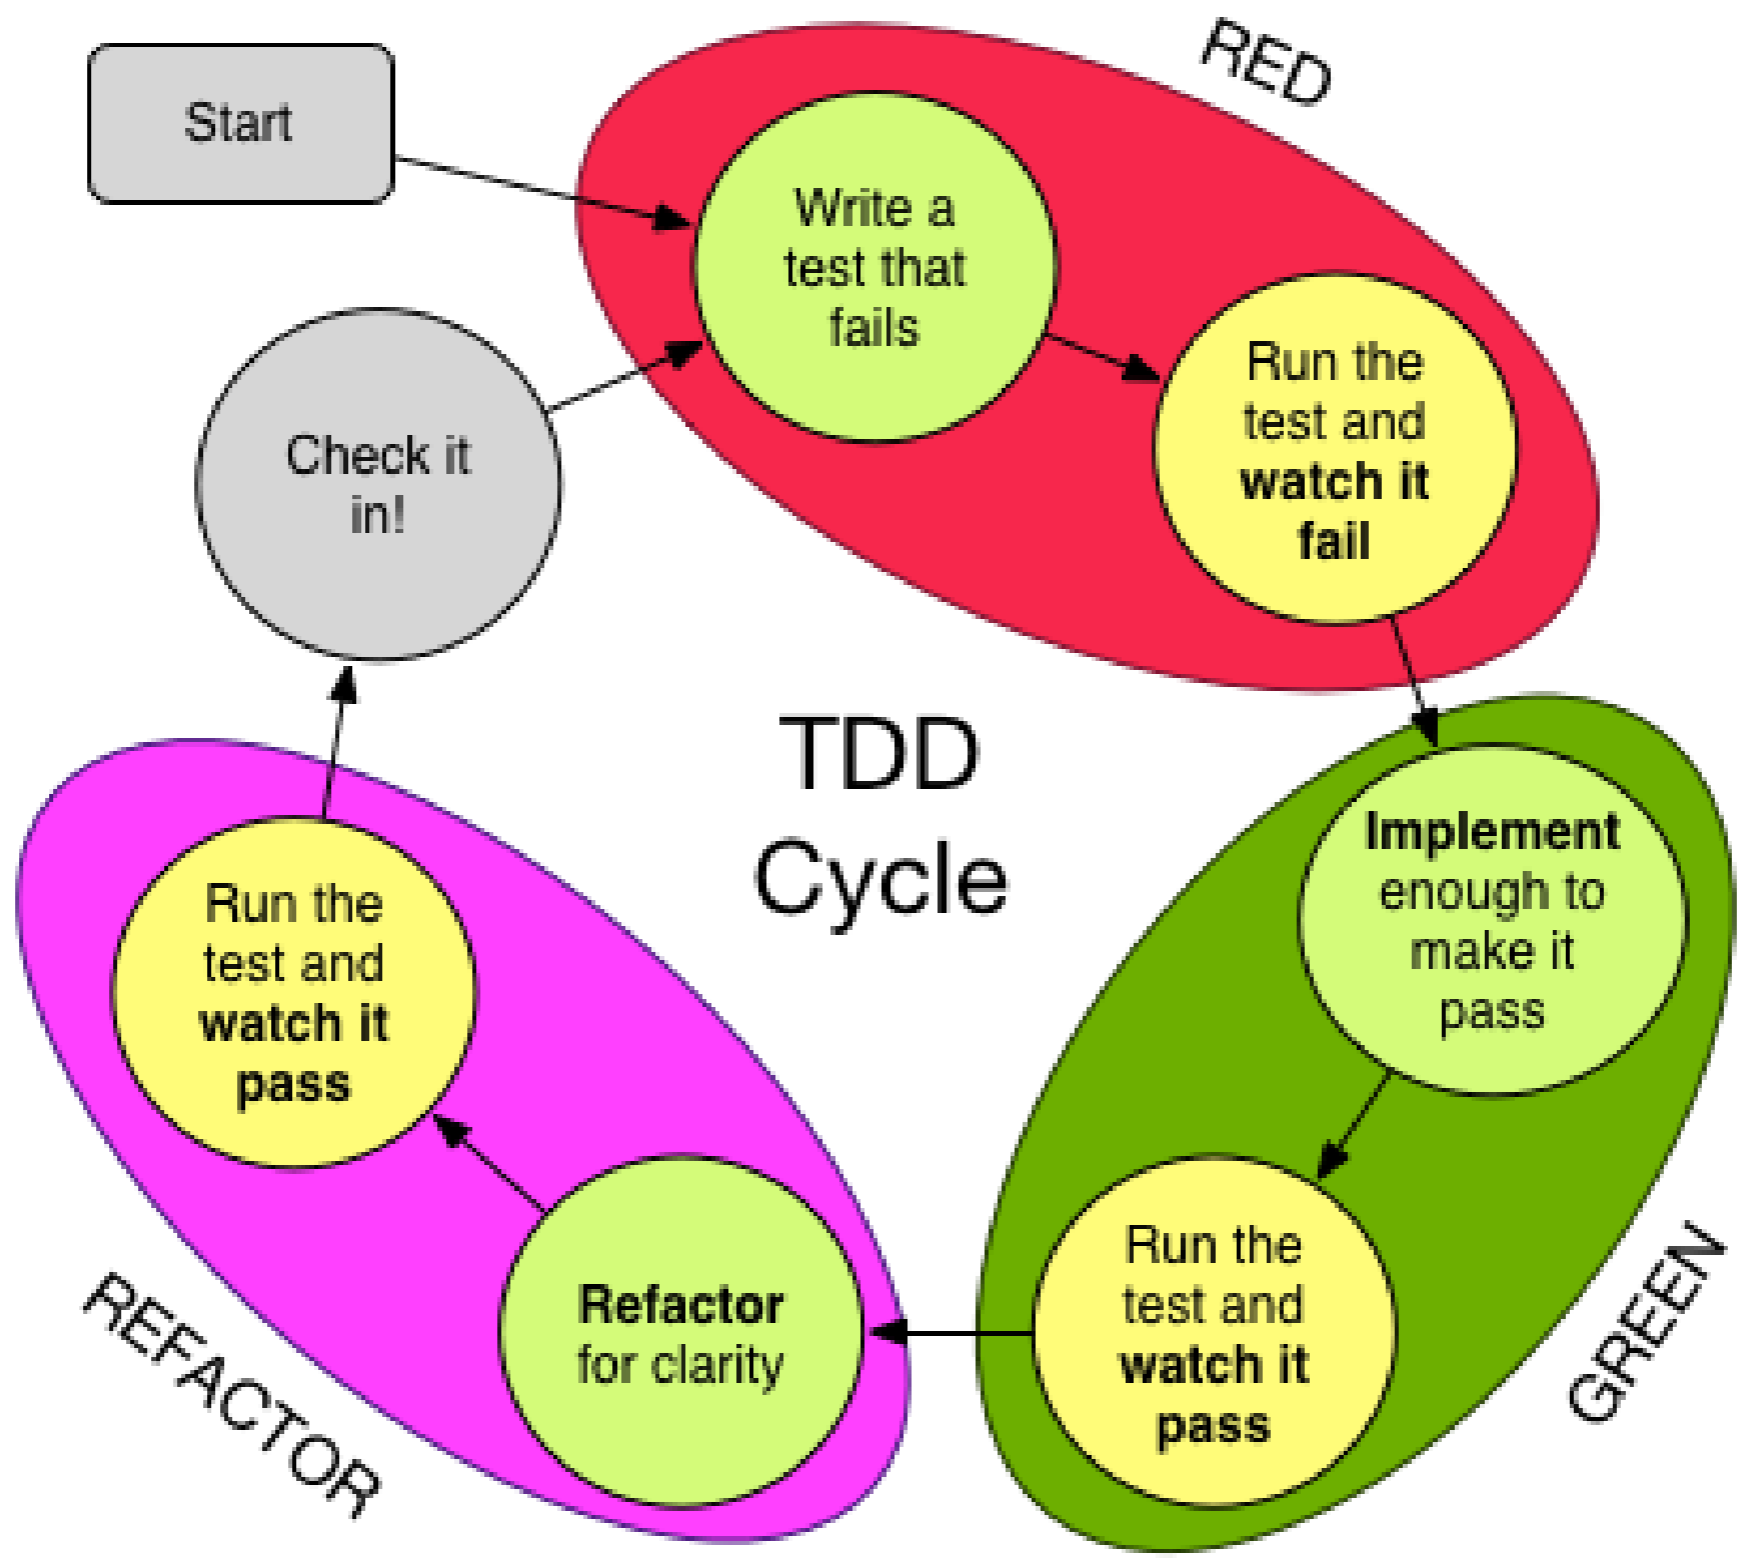 Start
RED
Write a
test that
fails
Run the
test and
watch it
fail
Check it
in!
TDD
Cycle
Implement
enough to
make it
pass
Run the
test and
watch it
pass
GREEN
Refactor
for clarity
Run the
test and
watch it
pass
REFACTOR